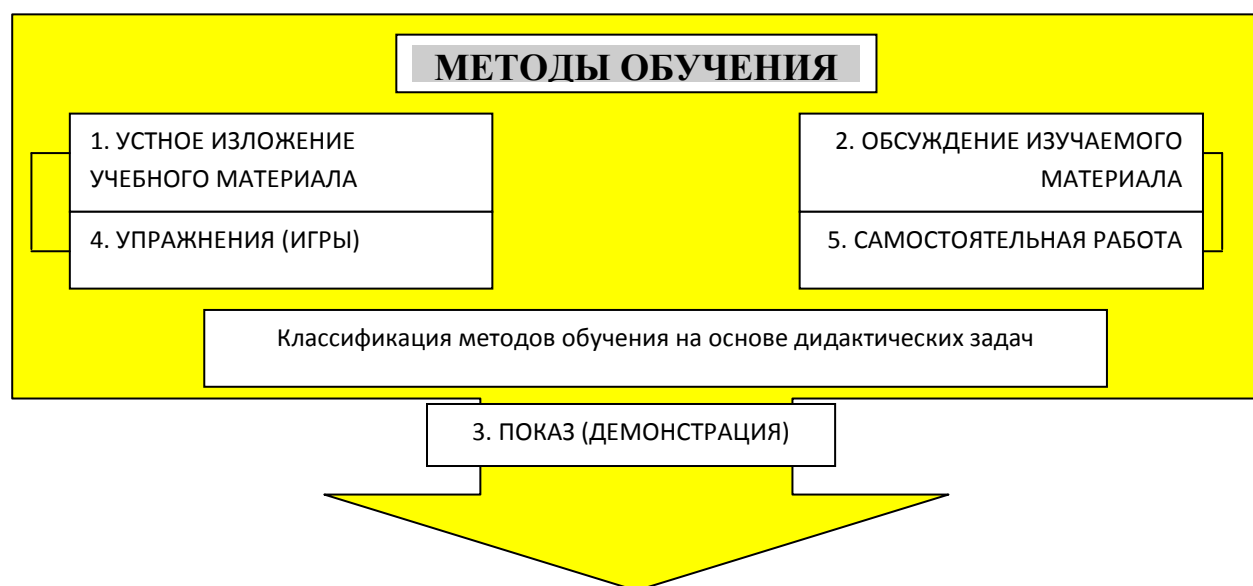 МЕТОДЫ ОБУЧЕНИЯ
1. УСТНОЕ ИЗЛОЖЕНИЕ
УЧЕБНОГО МАТЕРИАЛА
2. ОБСУЖДЕНИЕ ИЗУЧАЕМОГО
МАТЕРИАЛА
4. УПРАЖНЕНИЯ (ИГРЫ)
5. САМОСТОЯТЕЛЬНАЯ РАБОТА
Классификация методов обучения на основе дидактических задач
3. ПОКАЗ (ДЕМОНСТРАЦИЯ)